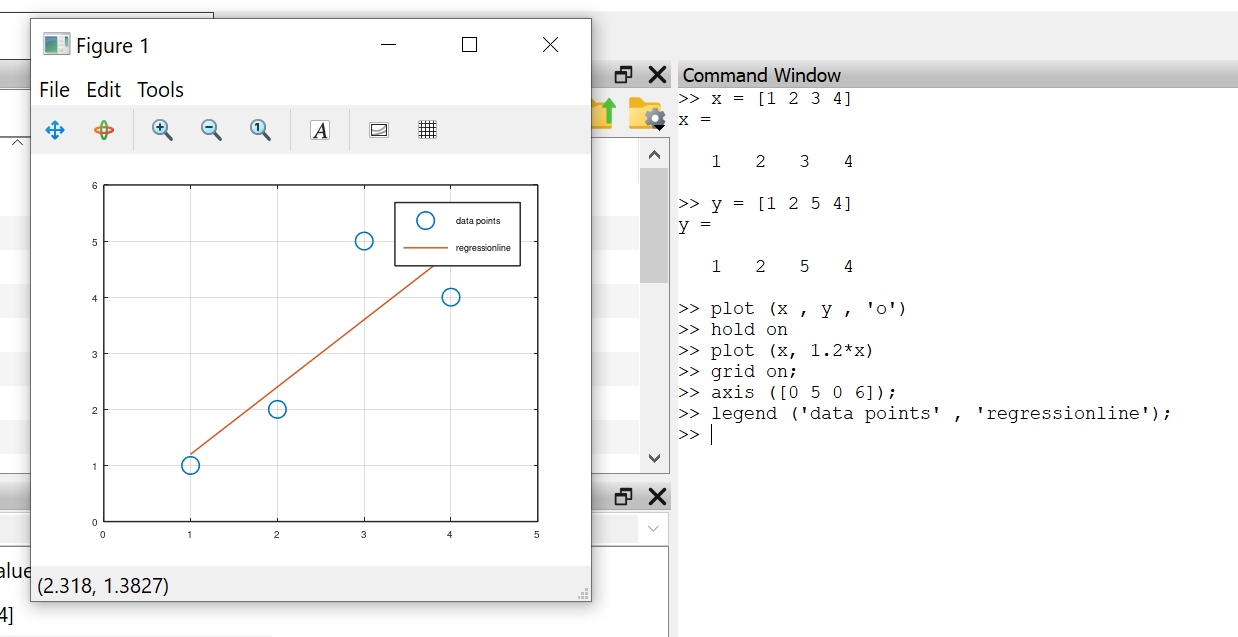 Figure 1
File Edit Tools
1
A
6
5
4
3
2
1
0
0 1 2 3 4 5
data points
regressionline
(2.318, 1.3827)
alue
4]
Command Window
>> x = [1 2 3 4]
x =
1 2 3 4
>> y = [1 2 5 4]
y =
1 2 5 4
>> plot (x , y , 'o')
>> hold on
>> plot (x, 1.2*x)
>> grid on;
>> axis ([0 5 0 6]);
>> legend ('data points' , 'regressionline');
>>